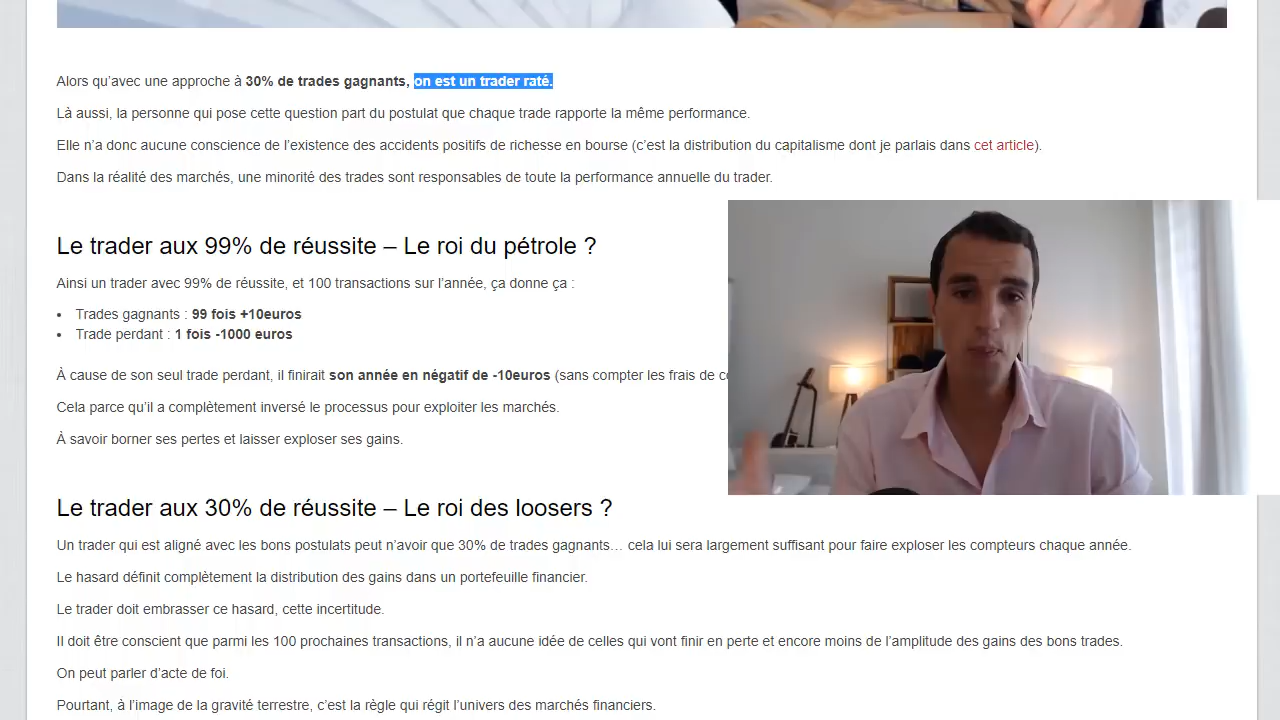 Alors qu’avec une approche à 30% de trades gagnants, on est un trader raté.
Là aussi, la personne qui pose cette question part du postulat que chaque trade rapporte la même performance.
Elle n’a donc aucune conscience de l’existence des accidents positifs de richesse en bourse (c’est la distribution du capitalisme dont je parlais dans cet article).
Dans la réalité des marchés, une minorité des trades sont responsables de toute la performance annuelle du trader.
Le trader aux 99% de réussite – Le roi du pétrole ?
Ainsi un trader avec 99% de réussite, et 100 transactions sur l’année, ça donne ça :
• Trades gagnants : 99 fois +10euros
• Trade perdant : 1 fois -1000 euros
À cause de son seul trade perdant, il finirait son année en négatif de -10euros (sans compter les frais de
Cela parce qu’il a complètement inversé le processus pour exploiter les marchés.
À savoir borner ses pertes et laisser exploser ses gains.
Le trader aux 30% de réussite – Le roi des loosers ?
Un trader qui est aligné avec les bons postulats peut n’avoir que 30% de trades gagnants… cela lui sera largement suffisant pour faire exploser les compteurs chaque année.
Le hasard définit complètement la distribution des gains dans un portefeuille financier.
Le trader doit embrasser ce hasard, cette incertitude.
Il doit être conscient que parmi les 100 prochaines transactions, il n’a aucune idée de celles qui vont finir en perte et encore moins de l’amplitude des gains des bons trades.
On peut parler d’acte de foi.
Pourtant, à l’image de la gravité terrestre, c’est la règle qui régit l’univers des marchés financiers.